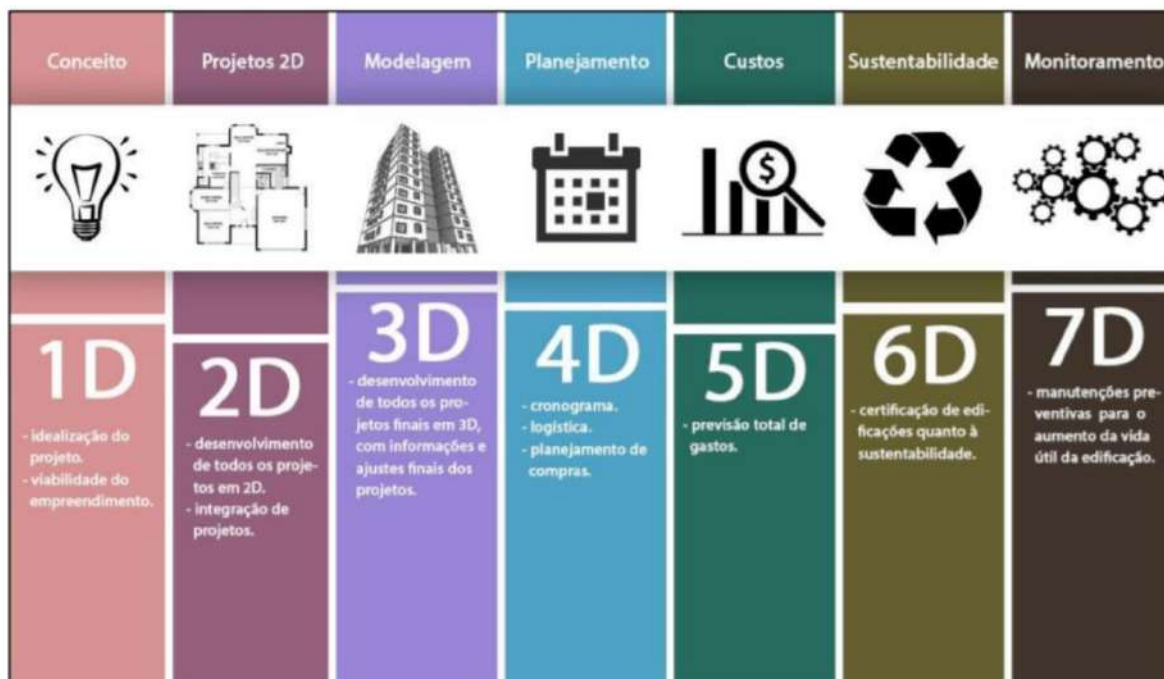 Conceito
Projetos 2D
Modelagem
Planejamento
Custos
Sustentabilidade
Monitoramento
$
1D
- idealização do
projeto.
- viabilidade do
empreendimento.
2D
- desenvolvimento
de todos os proje-
tos em 2D.
- integração de
projetos.
3D
- desenvolvimento
de todos os pro-
jetos finais em 3D,
com informações e
ajustes finais dos
projetos.
4D
- cronograma.
- logística.
- planejamento de
compras.
5D
- previsão total de
gastos.
6D
- certificação de edi-
ficações quanto à
sustentabilidade.
7D
- manutenções pre-
ventivas para o
aumento da vida
útil da edificação.